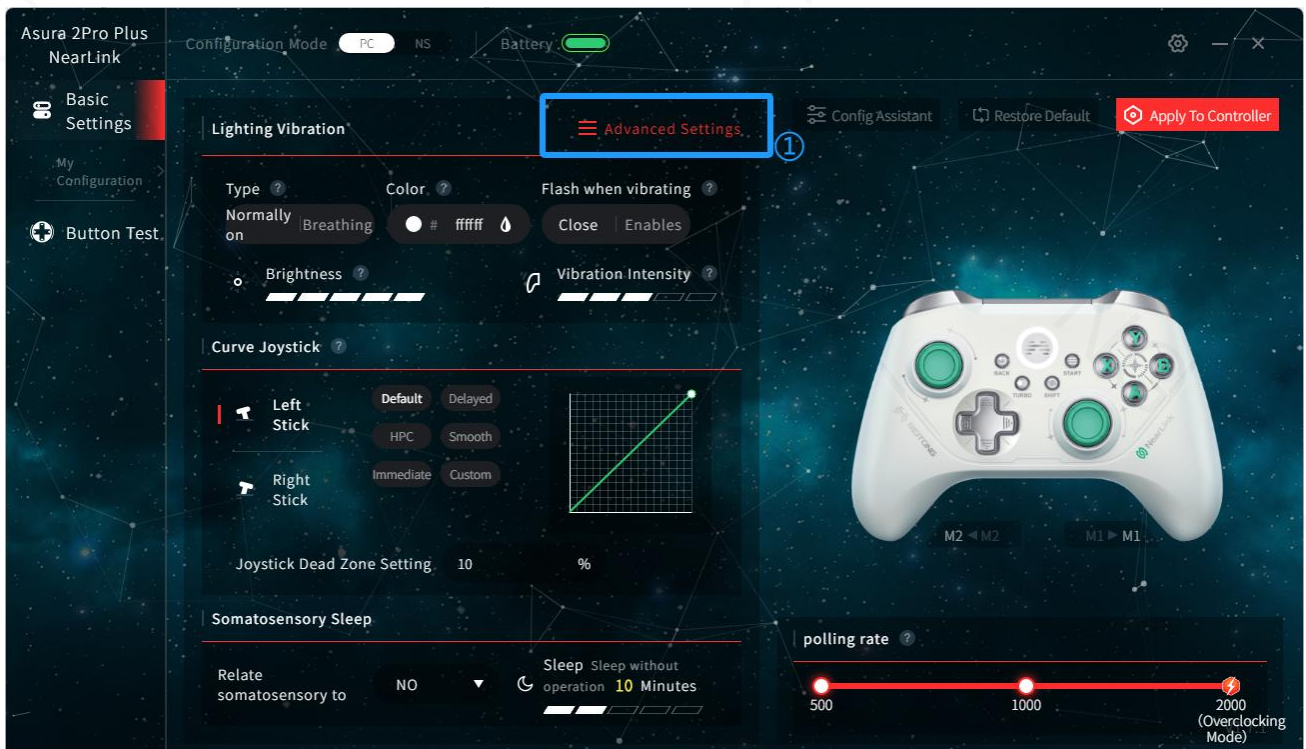 Asura 2Pro Plus
NearLink
Configuration Mode PC NS Battery
Basic
Settings
My
Configuration
Button Test
Lighting Vibration
Advanced Settings
①
Config Assistant
Restore Default
Apply To Controller
Type ? Color ? Flash when vibrating ?
Normally
on
Breathing
# ffffff
Close Enables
Brightness ?
Vibration Intensity ?
Curve Joystick ?
Left
Stick
Right
Stick
Default Delayed
HPC Smooth
Immediate Custom
Joystick Dead Zone Setting 10 %
Somatosensory Sleep
Relate
somatosensory to
NO
Sleep Sleep without
operation 10 Minutes
BACK
START
TURBO
SHIFT
Y
X
B
A
NearLink
M2 ◀ M2
M1 ▶ M1
polling rate ?
500
1000
2000
(Overclocking
Mode)